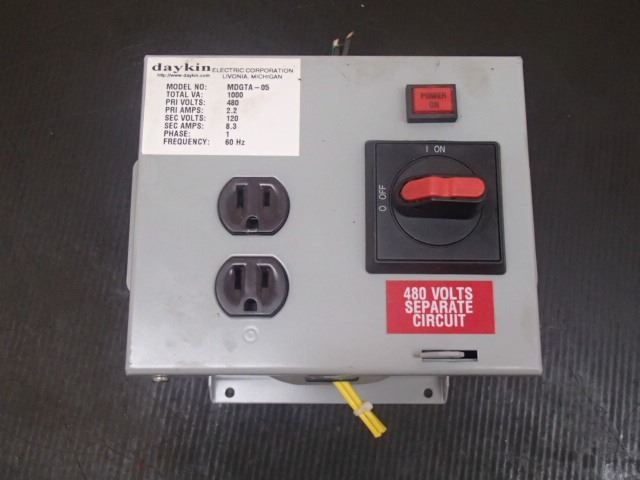 daykin ELECTRIC CORPORATION
http://www.daykin.com LIVONIA, MICHIGAN
MODEL NO: MDGTA-05
TOTAL VA: 1000
PRI VOLTS: 480
PRI AMPS: 2.2
SEC VOLTS: 120
SEC AMPS: 8.3
PHASE: 1
FREQUENCY: 60 Hz
POWER
ON
I ON
O OFF
480 VOLTS
SEPARATE
CIRCUIT